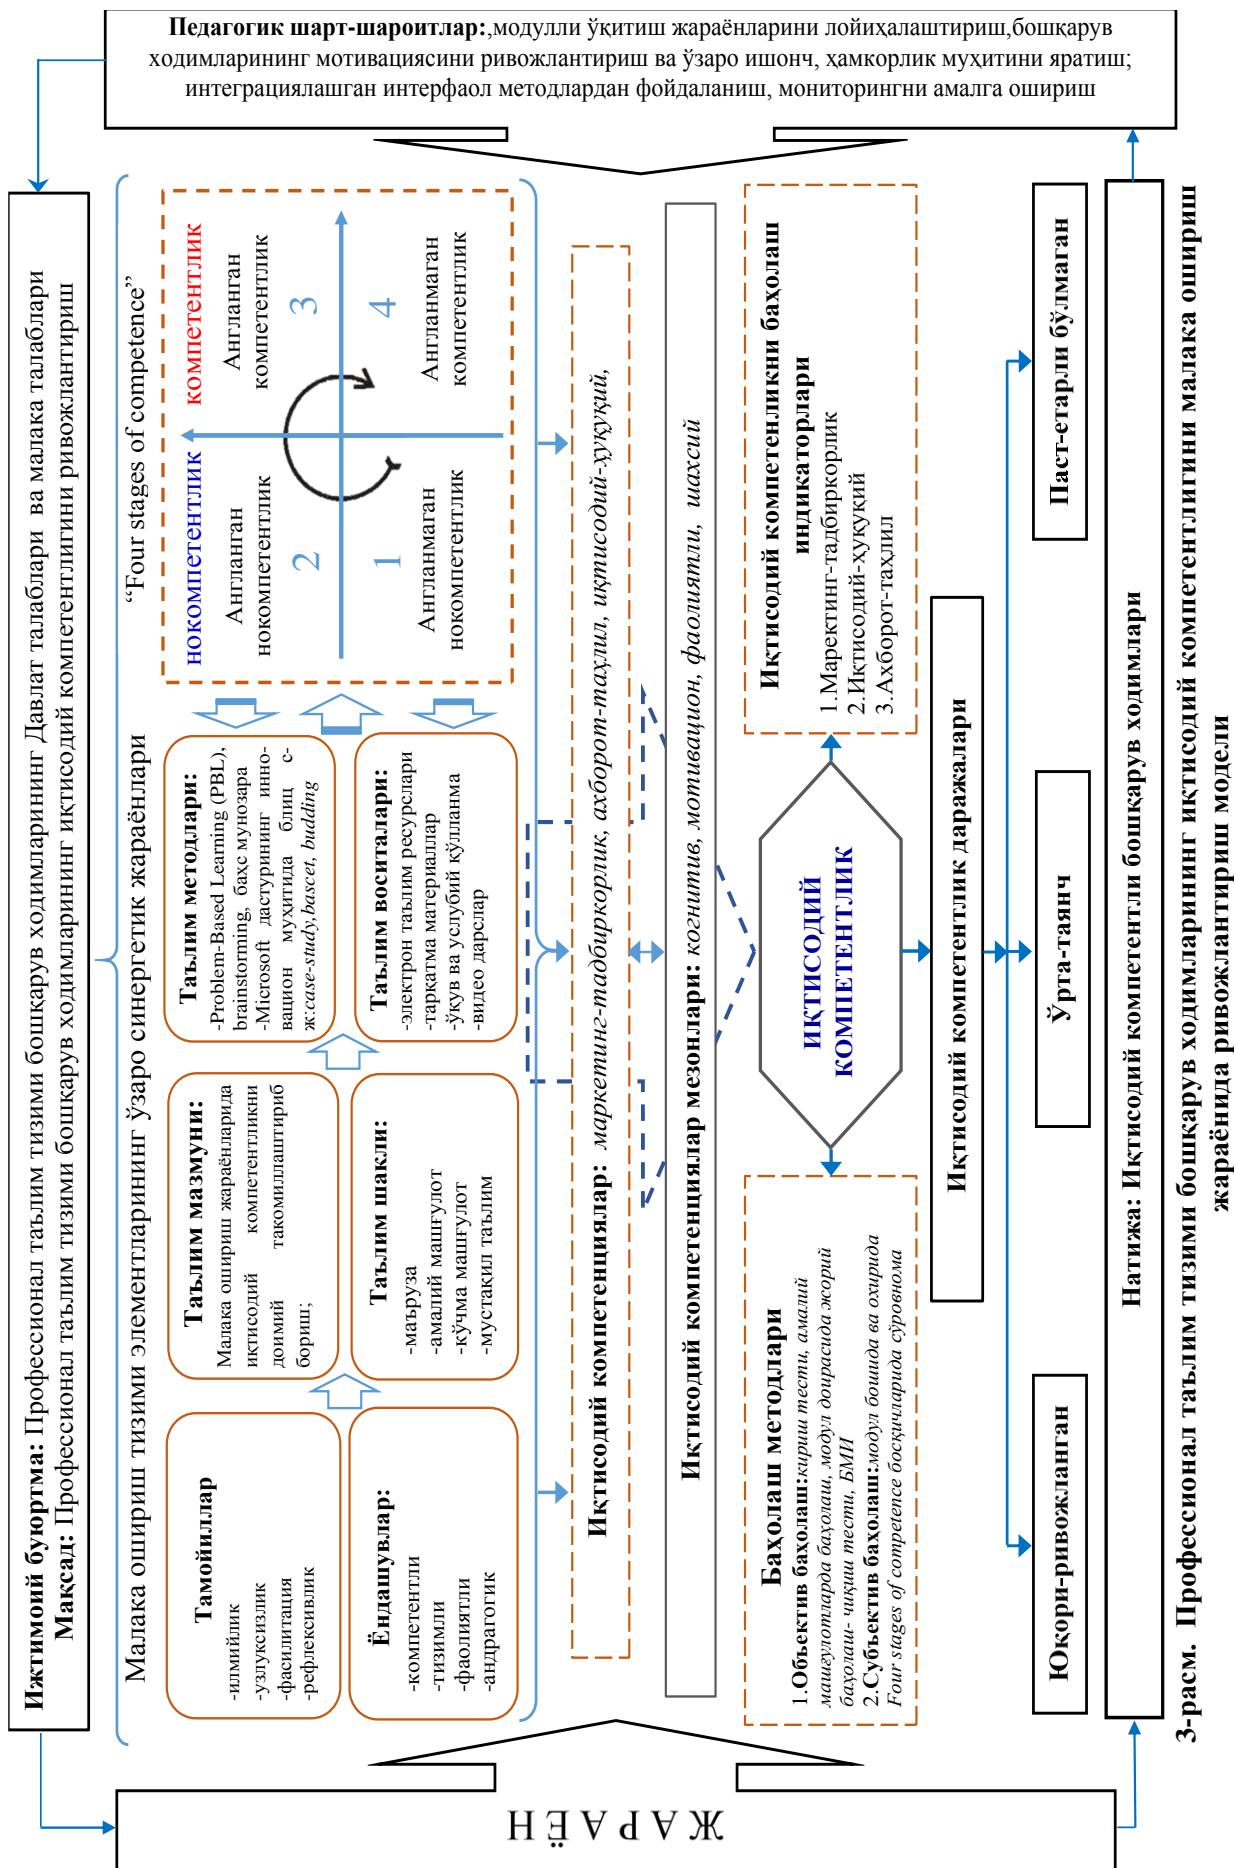 Педагогик шарт-шароитлар:,модулли ўқитиш жараёнларини лойиҳалаштириш,бошқарув
ходимларининг мотивациясини ривожлантириш ва ўзаро ишонч, ҳамкорлик муҳитини яратиш;
интеграциялашган интерфаол методлардан фойдаланиш, мониторингни амалга ошириш
Ижтимоий буюртма: Профессионал таълим тизими бошқарув ходимларининг Давлат талаблари ва малака талаблари
Мақсад: Профессионал таълим тизими бошқарув ходимларининг иқтисодий компетентлигини ривожлантириш
Малака ошириш тизими элементларининг ўзаро синергетик жараёнлари
“Four stages of competence”
Тамойиллар
-илмийлик
-узлуксизлик
-фасилитация
-рефлексивлик
Ёндашувлар:
-компетентли
-тизимли
-фаолиятли
-андрагогик
Таълим мазмуни:
Малака ошириш жараёнларида
иктисодий компетентликни
доимий такомиллаштириб
бориш;
Таълим шакли:
-маъруза
-амалий машғулот
-кўчма машғулот
-мустақил таълим
Таълим методлари:
-Problem-Based Learning (PBL),
brainstorming, баҳс мунозара
-Microsoft дастурининг инно-
вацион муҳитида блиц с-
ж:case-study,bascet, budding
Таълим воситалари:
-электрон таълим ресурслари
-тарқатма материаллар
-ўқув ва услубий қўлланма
-видео дарслар
нокомпетентлик
компетентлик
Англанган
нокомпетентлик
2
Англанган
компетентлик
3
1
Англанмаган
нокомпетентлик
4
Англанмаган
компетентлик
Иқтисодий компетенциялар: маркетинг-тадбиркорлик, ахборот-таҳлил, иқтисодий-ҳуқуқий,
Иқтисодий компетенциялар мезонлари: когнитив, мотивацион, фаолиятли, шахсий
Баҳолаш методлари
1.Объектив баҳолаш:кириш тести, амалий
машғулотларда баҳолаш, модул доирасида жорий
баҳолаш- чиқиш тести, БМИ
2.Субъектив баҳолаш:модул бошида ва охирида
Four stages of competence босқичларида сўровнома
ИҚТИСОДИЙ
КОМПЕТЕНТЛИК
Иқтисодий компетенликни баҳолаш
индикаторлари
1.Маректинг-тадбиркорлик
2.Иқтисодий-ҳуқуқий
3.Ахборот-таҳлил
Иқтисодий компетентлик даражалари
Юқори-ривожланган
Ўрта-таянч
Паст-етарли бўлмаган
Натижа: Иқтисодий компетентли бошқарув ходимлари
ЖАРАЁН
3-расм. Профессионал таълим тизими бошқарув ходимларининг иқтисодий компетентлигини малака ошириш
жараёнида ривожлантириш модели